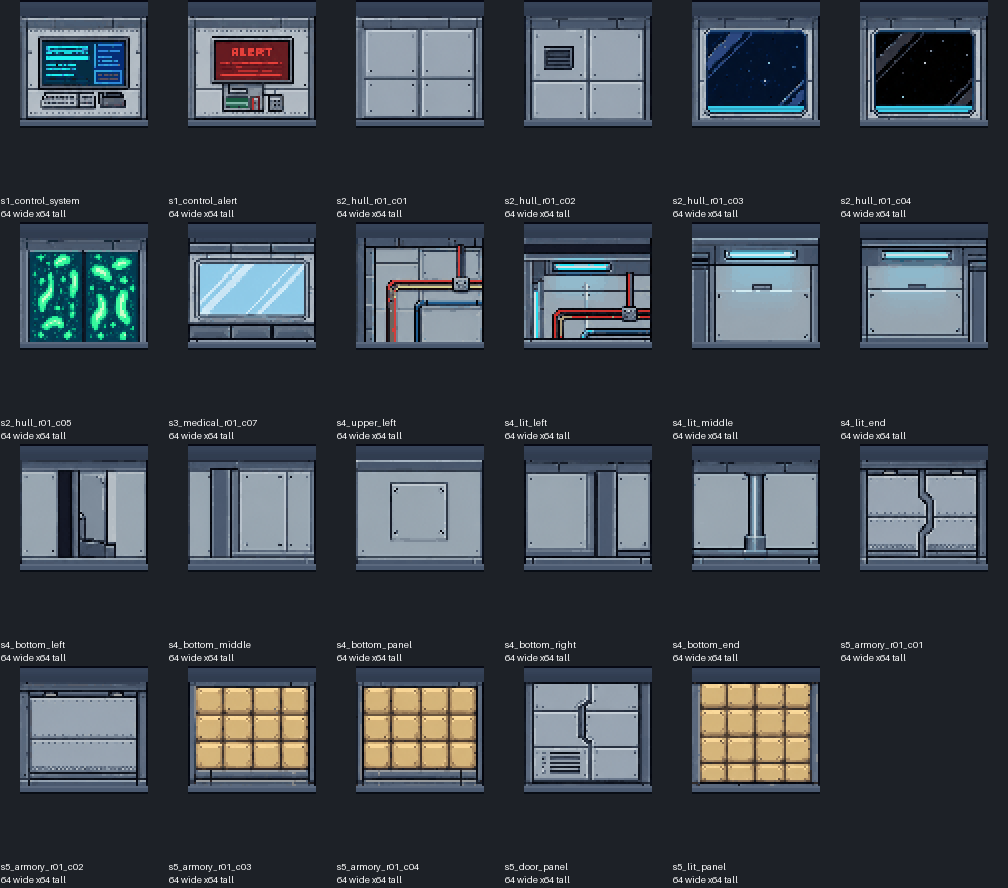 ALERT
s1_control_system
64 wide x64 tall
s1_control_alert
64 wide x64 tall
s2_hull_r01_c01
64 wide x64 tall
s2_hull_r01_c02
64 wide x64 tall
s2_hull_r01_c03
64 wide x64 tall
s2_hull_r01_c04
64 wide x64 tall
s2_hull_r01_c05
64 wide x64 tall
s3_medical_r01_c07
64 wide x64 tall
s4_upper_left
64 wide x64 tall
s4_lit_left
64 wide x64 tall
s4_lit_middle
64 wide x64 tall
s4_lit_end
64 wide x64 tall
s4_bottom_left
64 wide x64 tall
s4_bottom_middle
64 wide x64 tall
s4_bottom_panel
64 wide x64 tall
s4_bottom_right
64 wide x64 tall
s4_bottom_end
64 wide x64 tall
s5_armory_r01_c01
64 wide x64 tall
s5_armory_r01_c02
64 wide x64 tall
s5_armory_r01_c03
64 wide x64 tall
s5_armory_r01_c04
64 wide x64 tall
s5_door_panel
64 wide x64 tall
s5_lit_panel
64 wide x64 tall